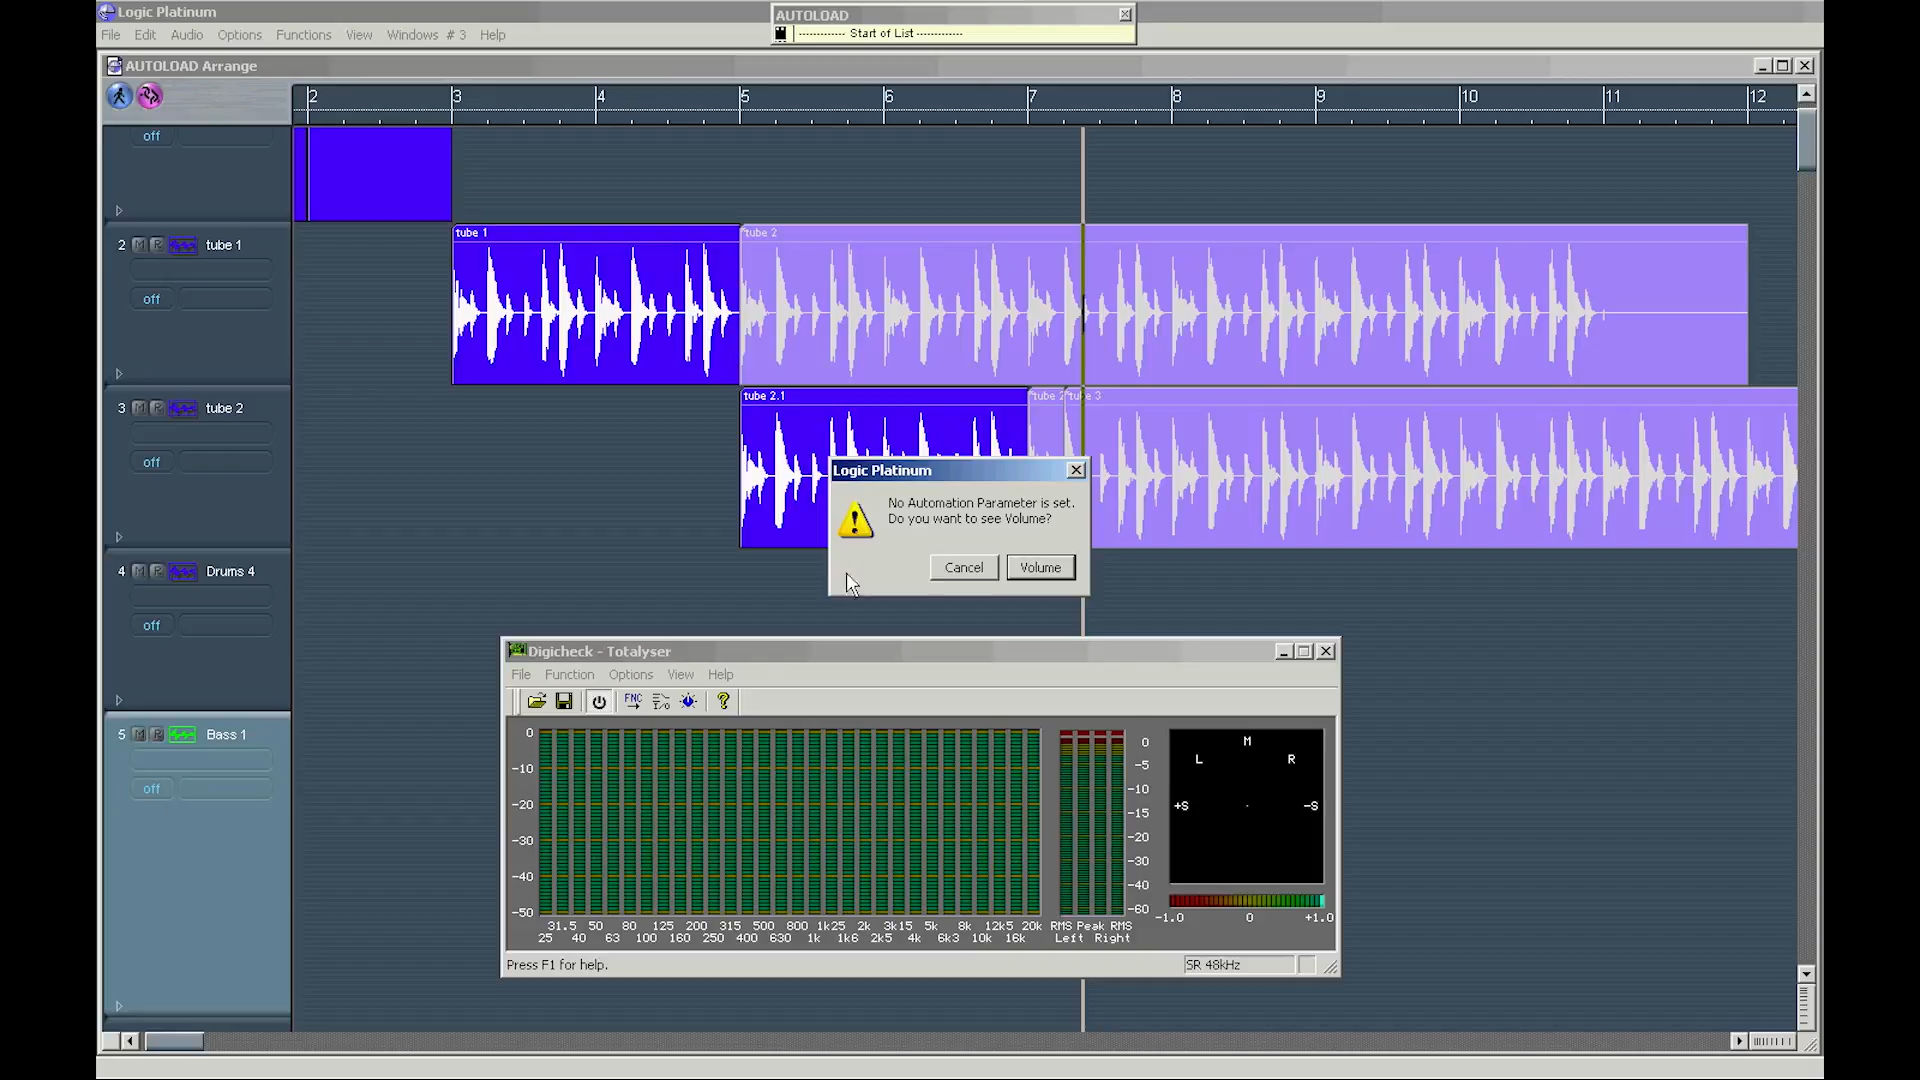 Logic Platinum
File Edit Audio Options Functions View Windows # 3 Help
AUTOLOAD
------------ Start of List ------------
AUTOLOAD Arrange
2 3 4 5 6 7 8 9 10 11 12
off
2 M R tube 1
off
tube 1
tube 2
3 M R tube 2
off
tube 2.1
tube 2
tube 3
Logic Platinum
No Automation Parameter is set.
Do you want to see Volume?
Cancel Volume
4 M R Drums 4
off
5 M R Bass 1
off
Digicheck - Totalyser
File Function Options View Help
FNC
I/o
0
-10
-20
-30
-40
-50
31.5 50 80 125 200 315 500 800 1k25 2k 3k15 5k 8k 12k5 20k
25 40 63 100 160 250 400 630 1k 1k6 2k5 4k 6k3 10k 16k
0
-5
-10
-15
-20
-30
-40
-60
RMS Peak RMS
Left Right
M
L R
+S -S
-1.0 0 +1.0
Press F1 for help.
SR 48kHz